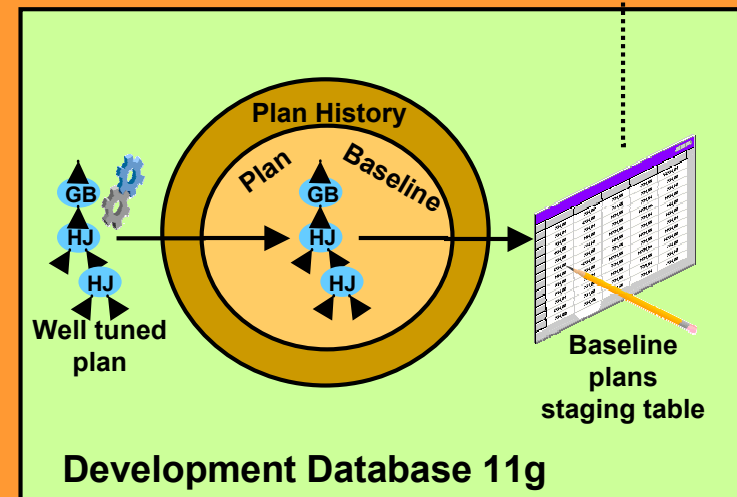 Plan History
Plan Baseline
GB
HJ
HJ
Well tuned
plan
GB
HJ
HJ
Baseline
plans
staging table
Development Database 11g